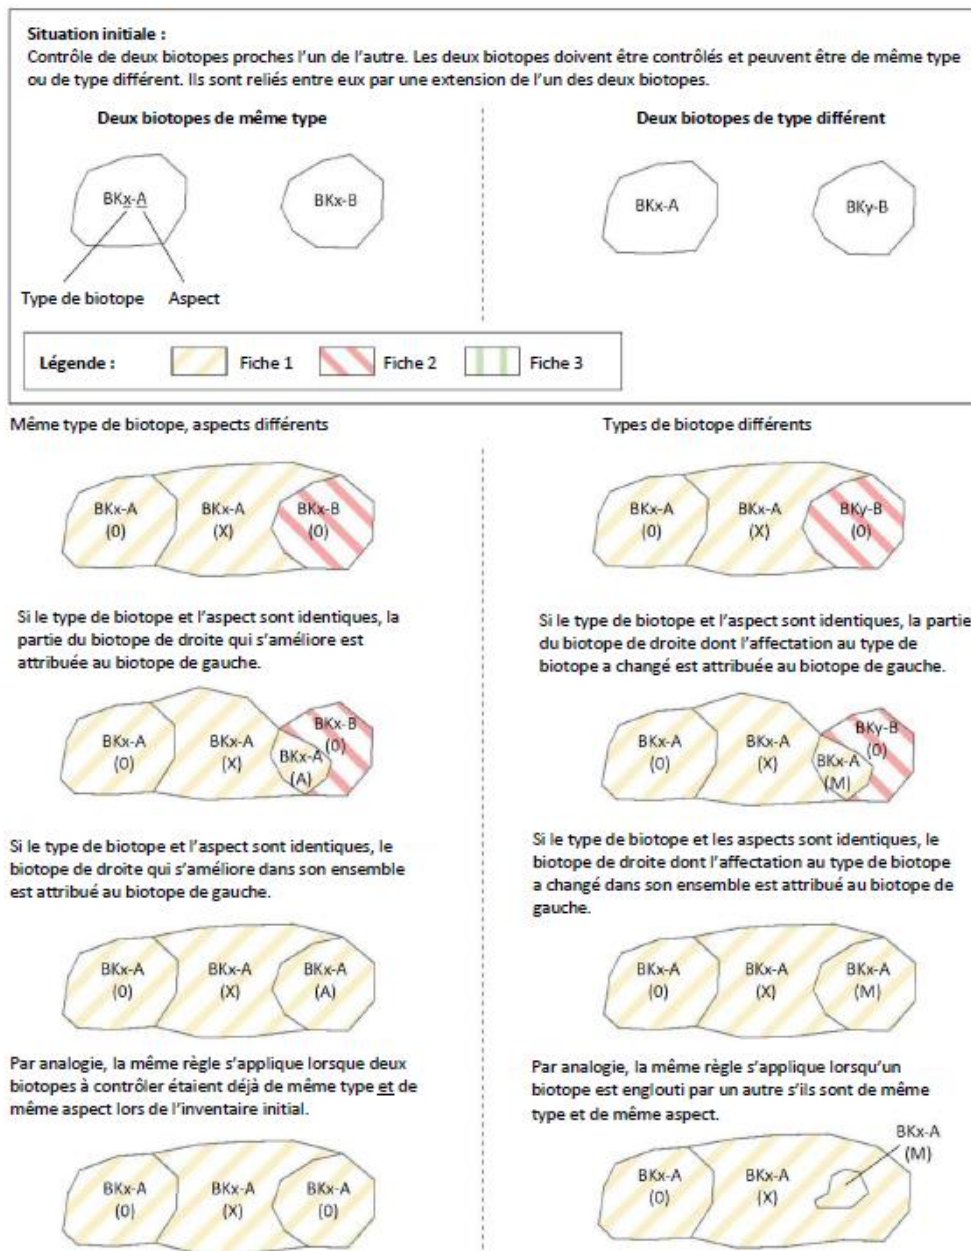 Situation initiale :
Contrôle de deux biotopes proches l'un de l'autre. Les deux biotopes doivent être contrôlés et peuvent être de même type
ou de type différent. Ils sont reliés entre eux par une extension de l'un des deux biotopes.
Deux biotopes de même type
Deux biotopes de type différent
BKx-A
BKx-B
BKx-A
BKy-B
Type de biotope
Aspect
Légende :
Fiche 1
Fiche 2
Fiche 3
Même type de biotope, aspects différents
Types de biotope différents
BKx-A
(0)
BKx-A
(X)
BKx-B
(0)
BKx-A
(0)
BKx-A
(X)
BKy-B
(0)
Si le type de biotope et l'aspect sont identiques, la
partie du biotope de droite qui s'améliore est
attribuée au biotope de gauche.
Si le type de biotope et l'aspect sont identiques, la partie
du biotope de droite dont l'affectation au type de
biotope a changé est attribuée au biotope de gauche.
BKx-A
(0)
BKx-A
(X)
BKx-B
(0)
BKx-A
(A)
BKx-A
(0)
BKx-A
(X)
BKy-B
(0)
BKx-A
(M)
Si le type de biotope et l'aspect sont identiques, le
biotope de droite qui s'améliore dans son ensemble
est attribué au biotope de gauche.
Si le type de biotope et les aspects sont identiques, le
biotope de droite dont l'affectation au type de biotope
a changé dans son ensemble est attribué au biotope de
gauche.
BKx-A
(0)
BKx-A
(X)
BKx-A
(A)
BKx-A
(0)
BKx-A
(X)
BKx-A
(M)
Par analogie, la même règle s'applique lorsque deux
biotopes à contrôler étaient déjà de même type et de
même aspect lors de l'inventaire initial.
Par analogie, la même règle s'applique lorsqu'un
biotope est englouti par un autre s'ils sont de même
type et de même aspect.
BKx-A
(0)
BKx-A
(X)
BKx-A
(0)
BKx-A
(0)
BKx-A
(X)
BKx-A
(M)